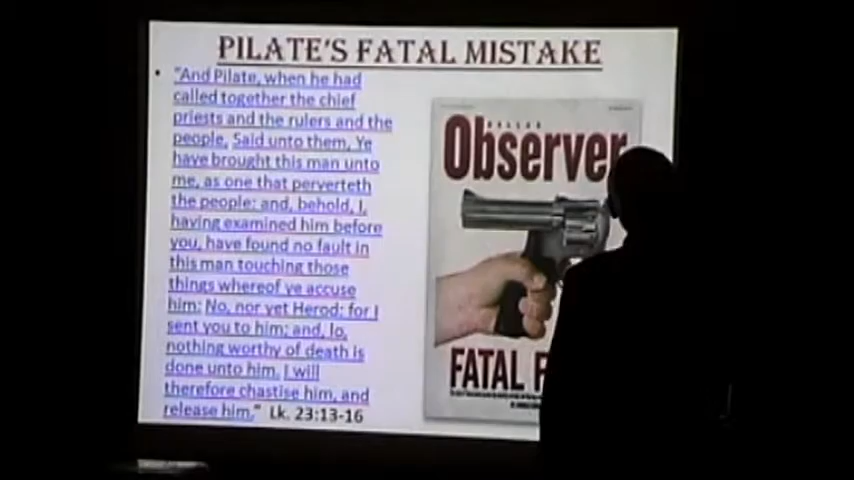 PILATE'S FATAL MISTAKE
• "And Pilate, when he had
called together the chief
priests and the rulers and the
people, Said unto them, Ye
have brought this man unto
me, as one that perverteth
the people: and, behold, I,
having examined him before
you, have found no fault in
this man touching those
things whereof ye accuse
him: No, nor yet Herod: for I
sent you to him; and, lo,
nothing worthy of death is
done unto him. I will
therefore chastise him, and
release him." Lk. 23:13-16
DALLAS
Observer
FATAL